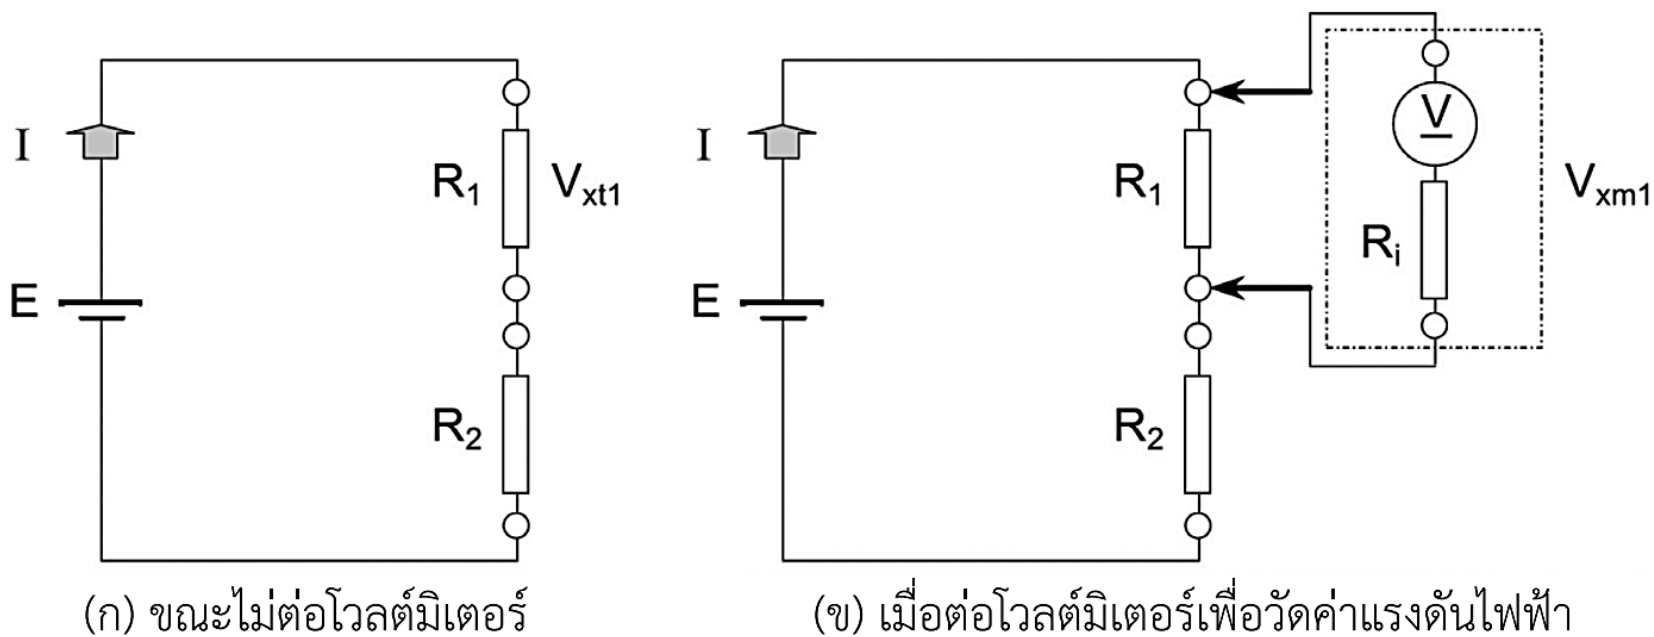 I
E
R1
Vxt1
R2
(ก) ขณะไม่ต่อโวลต์มิเตอร์
I
E
R1
R2
V
Ri
Vxm1
(ข) เมื่อต่อโวลต์มิเตอร์เพื่อวัดค่าแรงดันไฟฟ้า